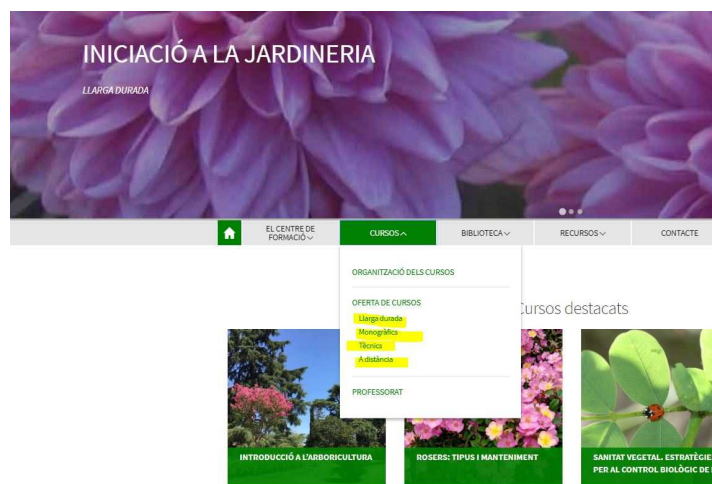 INICIACIÓ A LA JARDINERIA
LLARGA DURADA
EL CENTRE DE
FORMACIÓ
CURSOS
BIBLIOTECA
RECURSOS
CONTACTE
ORGANITZACIÓ DELS CURSOS
OFERTA DE CURSOS
Llarga durada
Monogràfics
Tècnics
A distància
PROFESSORAT
Cursos destacats
INTRODUCCIÓ A L'ARBORICULTURA
ROSERS: TIPUS I MANTENIMENT
SANITAT VEGETAL. ESTRATÈGIE
PER AL CONTROL BIOLÒGIC DE